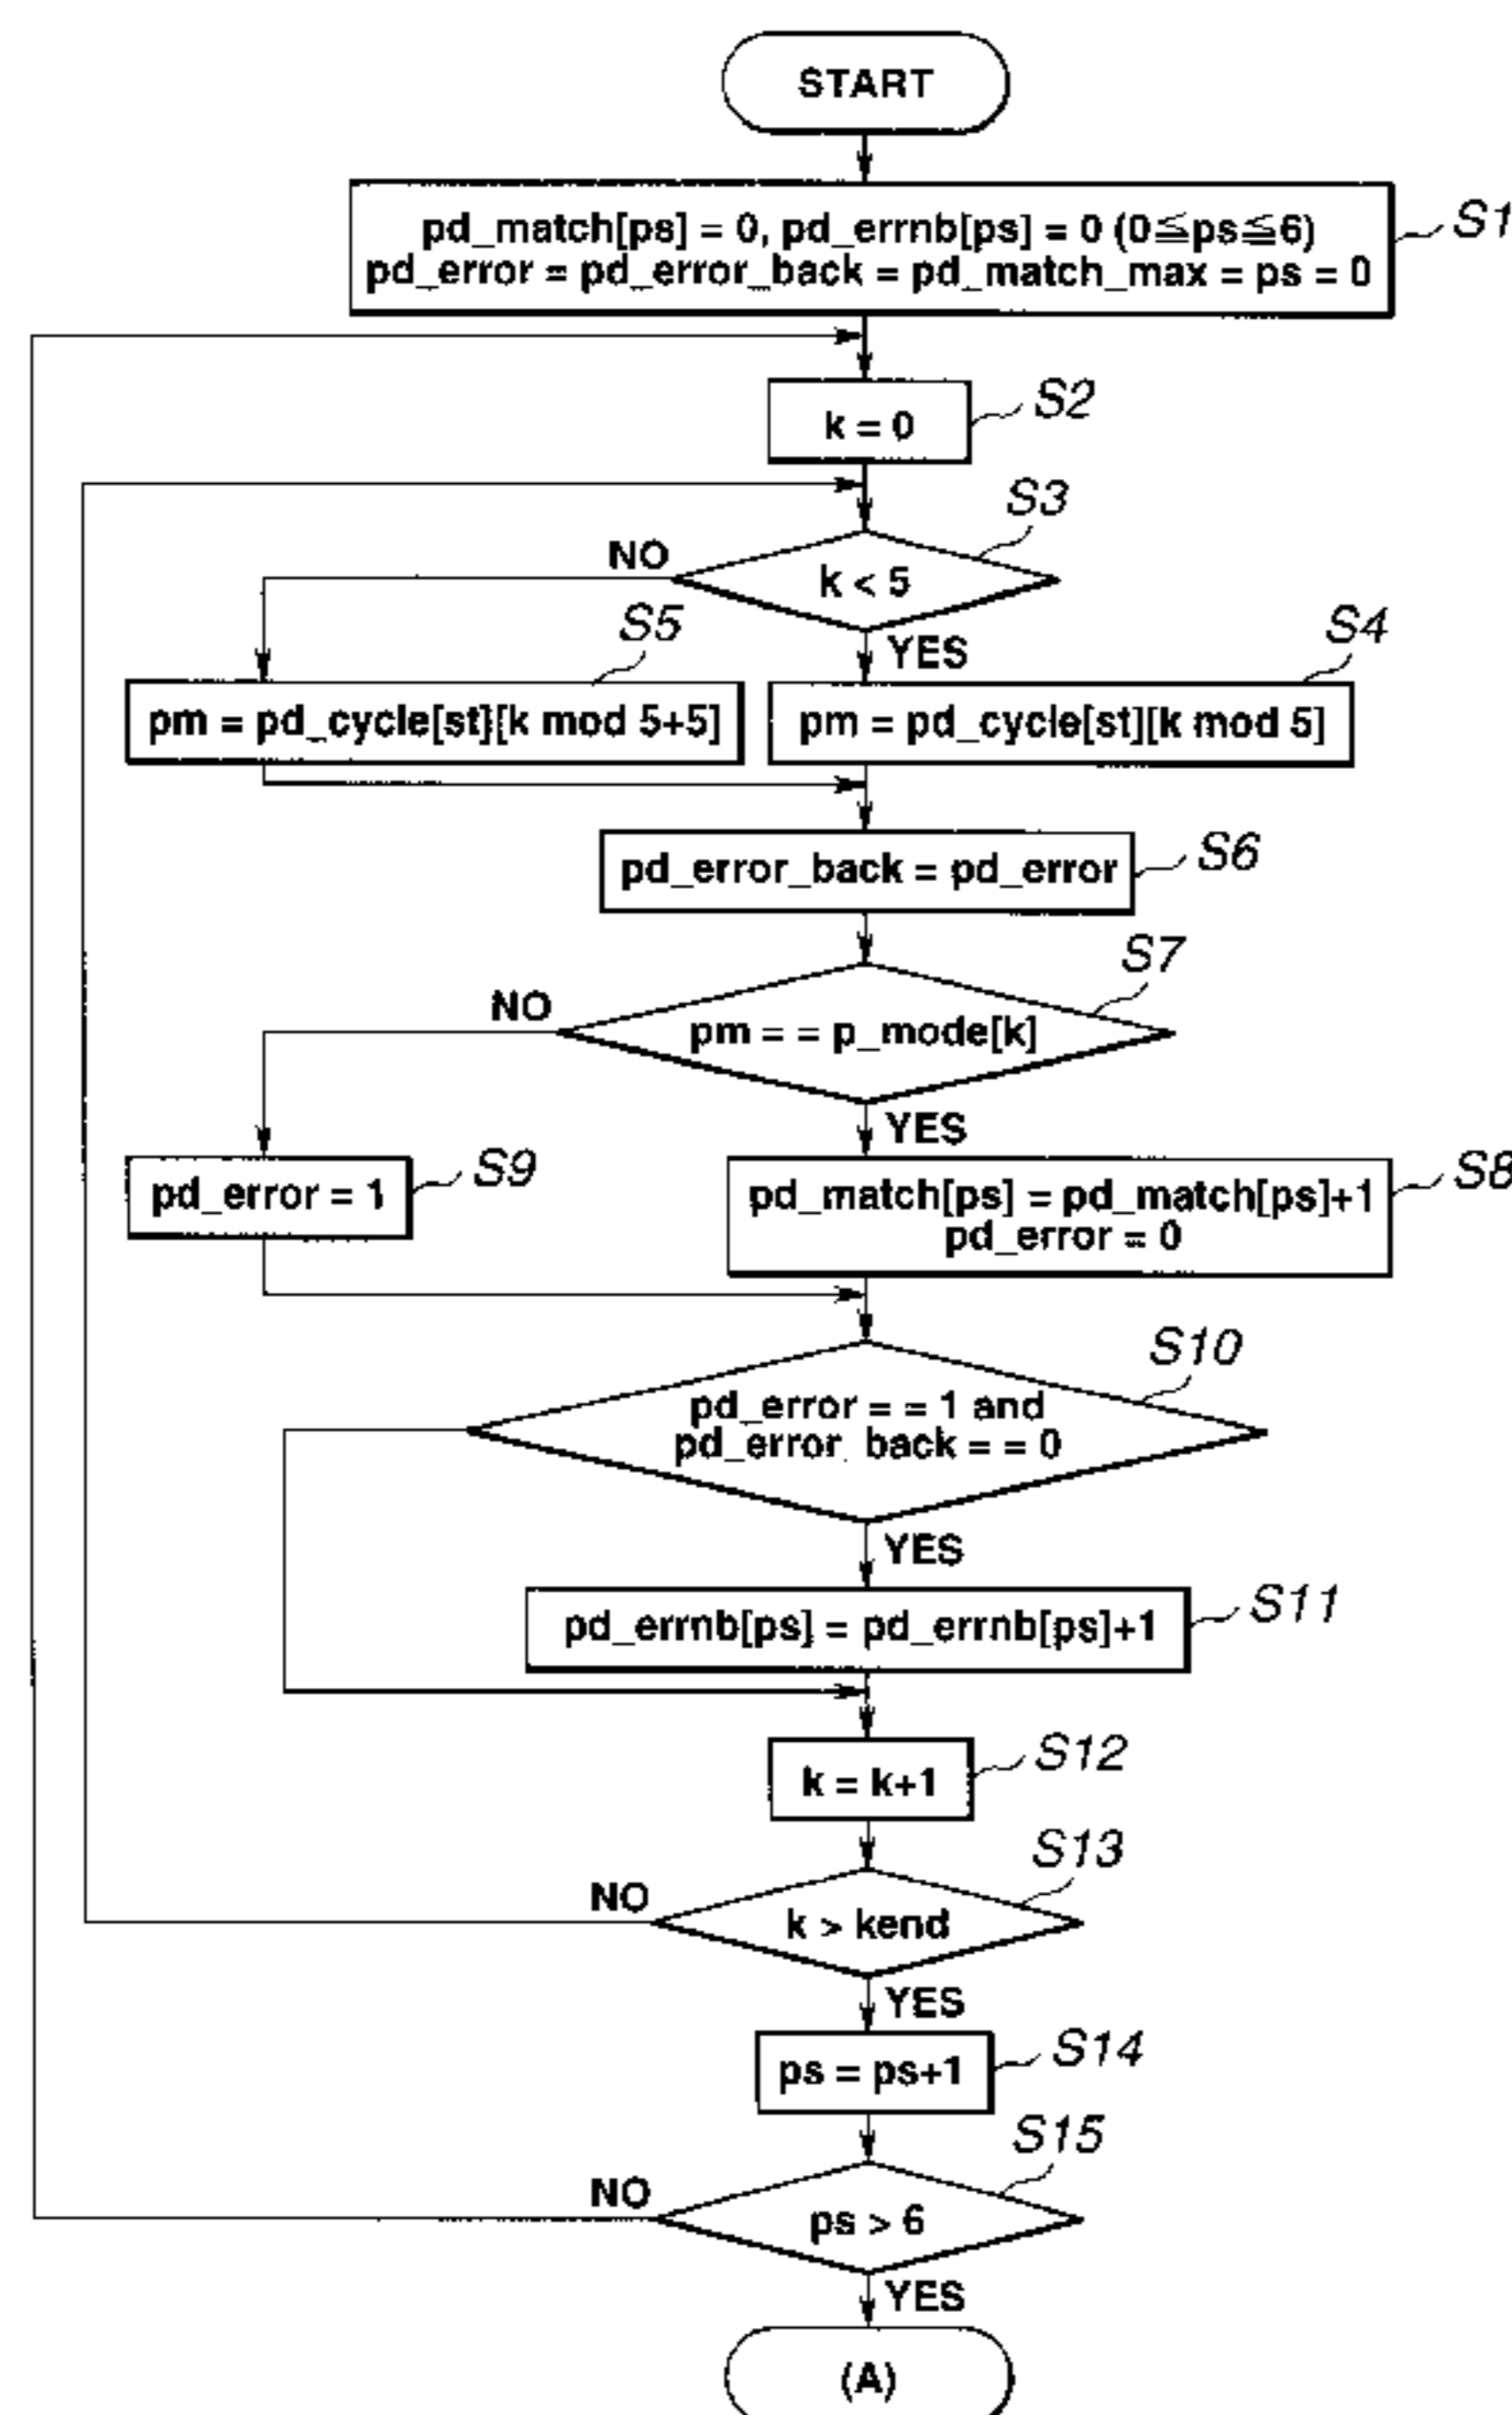 START
pd_match[ps] = 0, pd_errnb[ps] = 0 (0≦ps≦6)
pd_error = pd_error_back = pd_match_max = ps = 0
S1
k = 0
S2
S3
NO
k < 5
YES
S5
S4
pm = pd_cycle[st][k mod 5+5]
pm = pd_cycle[st][k mod 5]
pd_error_back = pd_error
S6
S7
NO
pm = = p_mode[k]
YES
pd_error = 1
S9
pd_match[ps] = pd_match[ps]+1
pd_error = 0
S8
S10
pd_error = = 1 and
pd_error_back = = 0
YES
pd_errnb[ps] = pd_errnb[ps]+1
S11
k = k+1
S12
S13
NO
k > kend
YES
ps = ps+1
S14
S15
NO
ps > 6
YES
(A)